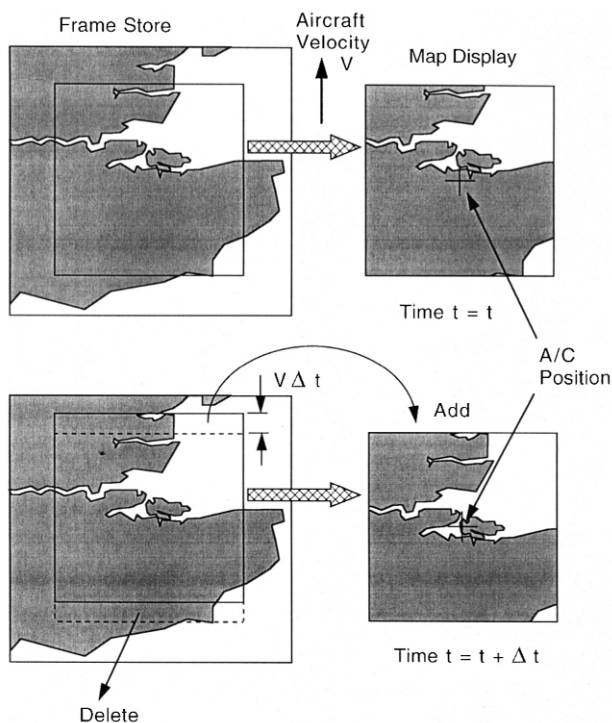 Frame Store
Aircraft
Velocity
V
Map Display
Time t = t
A/C
Position
V Δ t
Add
Time t = t + Δ t
Delete